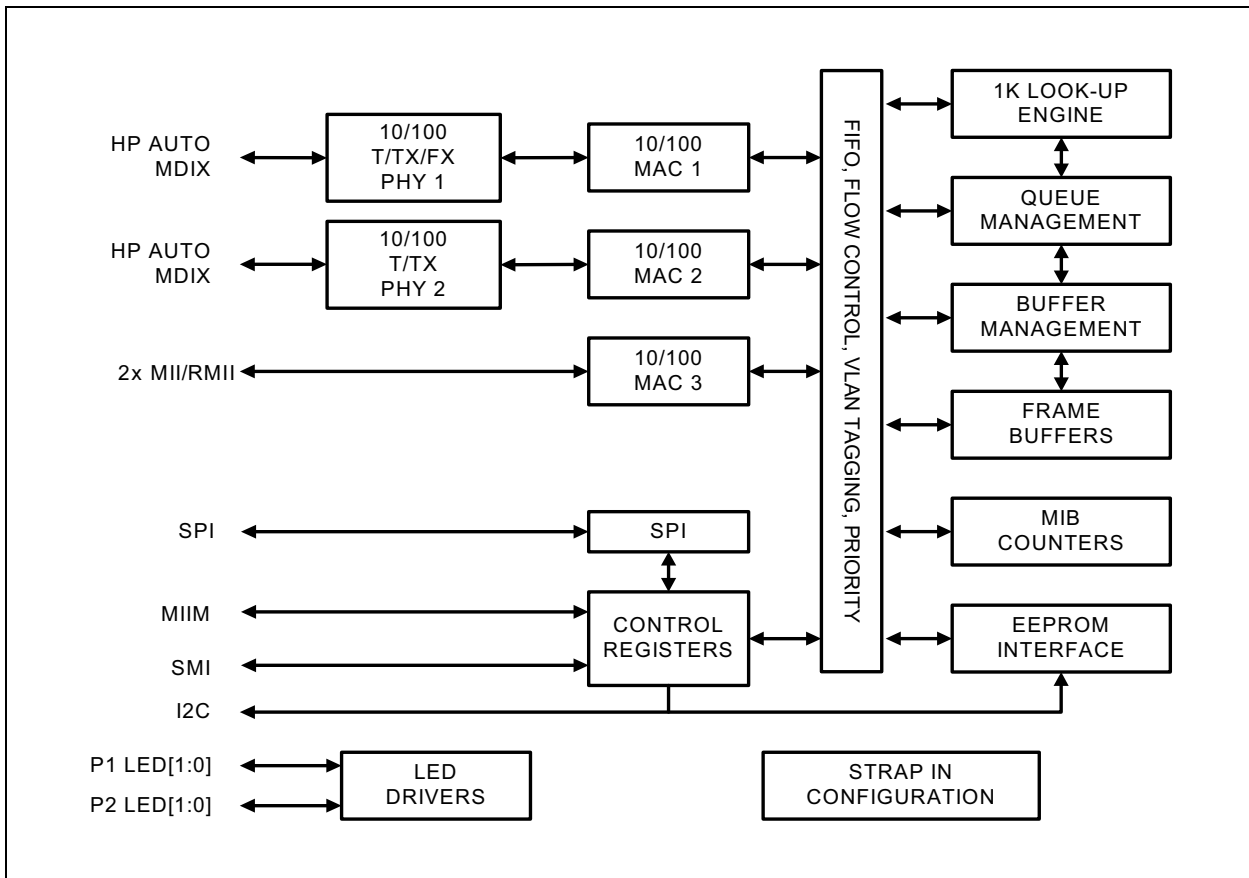 HP AUTO
MDIX
10/100
T/TX/FX
PHY 1
10/100
MAC 1
HP AUTO
MDIX
10/100
T/TX
PHY 2
10/100
MAC 2
2x MII/RMII
10/100
MAC 3
SPI
SPI
MIIM
SMI
CONTROL
REGISTERS
I2C
P1 LED[1:0]
P2 LED[1:0]
LED
DRIVERS
FIFO, FLOW CONTROL, VLAN TAGGING, PRIORITY
1K LOOK-UP
ENGINE
QUEUE
MANAGEMENT
BUFFER
MANAGEMENT
FRAME
BUFFERS
MIB
COUNTERS
EEPROM
INTERFACE
STRAP IN
CONFIGURATION